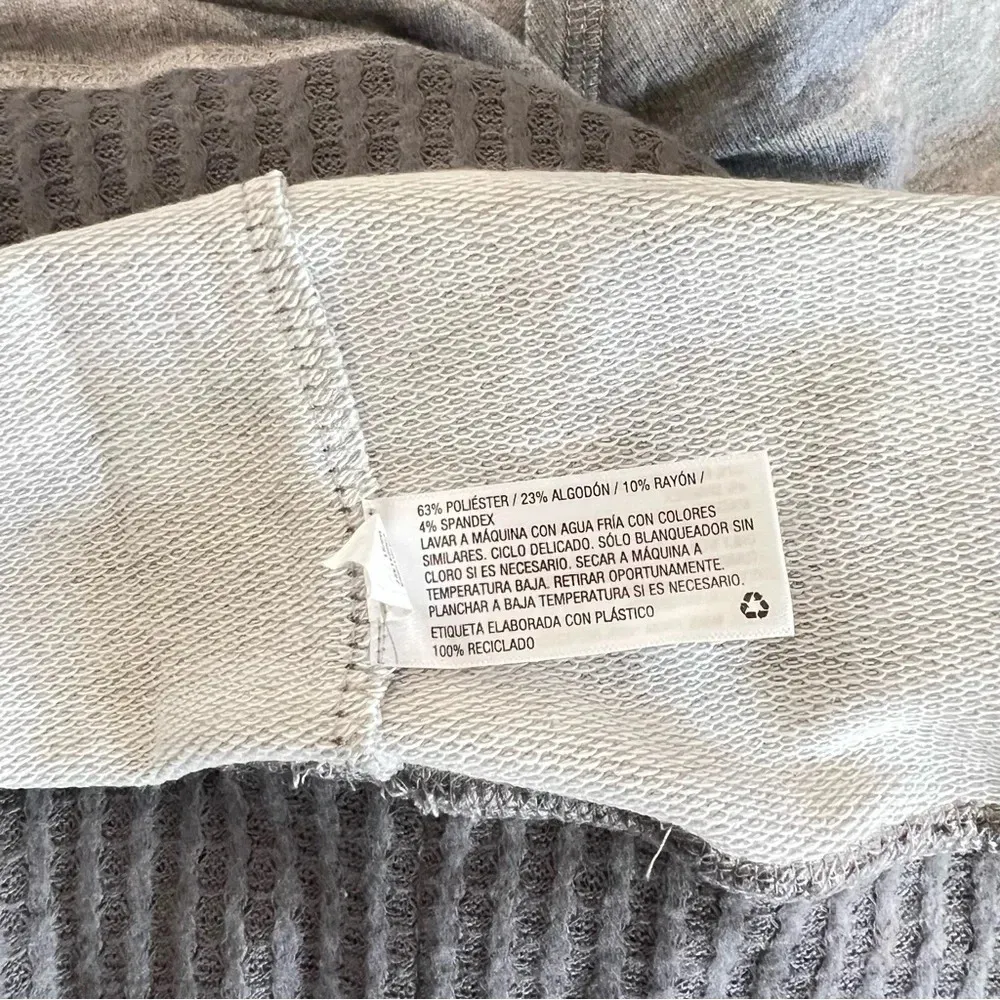 63% POLIÉSTER / 23% ALGODÓN / 10% RAYÓN /
4% SPANDEX
LAVAR A MÁQUINA CON AGUA FRÍA CON COLORES
SIMILARES. CICLO DELICADO. SÓLO BLANQUEADOR SIN
CLORO SI ES NECESARIO. SECAR A MÁQUINA A
TEMPERATURA BAJA. RETIRAR OPORTUNAMENTE.
PLANCHAR A BAJA TEMPERATURA SI ES NECESARIO.
ETIQUETA ELABORADA CON PLÁSTICO
100% RECICLADO